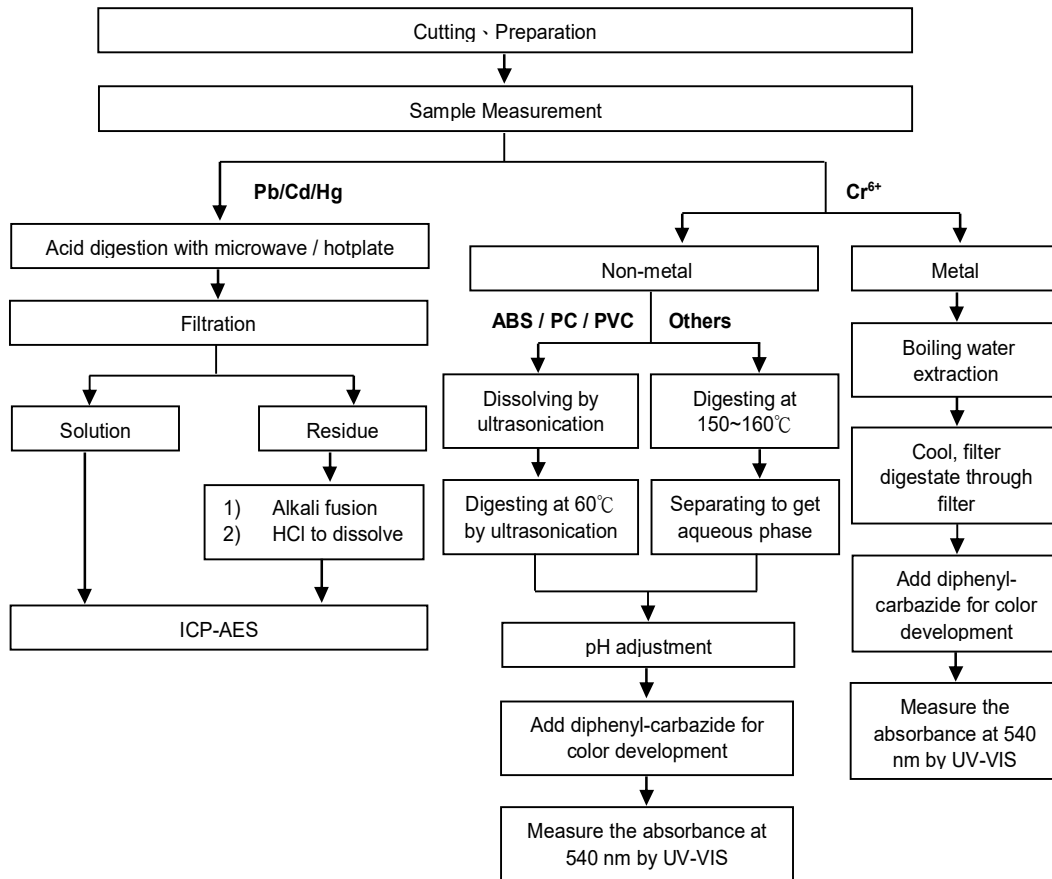 Cutting、Preparation
Sample Measurement
Pb/Cd/Hg
Cr⁶⁺
Acid digestion with microwave / hotplate
Non-metal
Metal
Filtration
ABS / PC / PVC
Others
Boiling water
extraction
Solution
Residue
Dissolving by
ultrasonication
Digesting at
150~160℃
Cool, filter
digestate through
filter
1) Alkali fusion
2) HCl to dissolve
Digesting at 60℃
by ultrasonication
Separating to get
aqueous phase
Add diphenyl-
carbazide for color
development
ICP-AES
pH adjustment
Measure the
absorbance at 540
nm by UV-VIS
Add diphenyl-carbazide for
color development
Measure the absorbance at
540 nm by UV-VIS